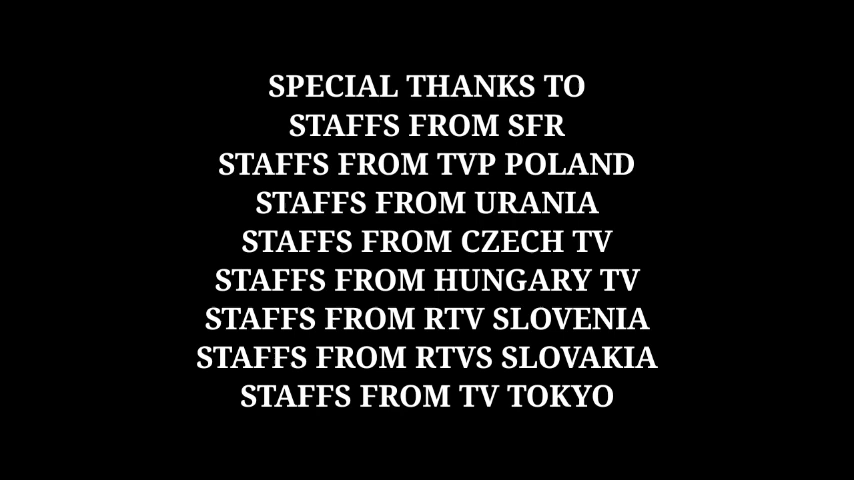 SPECIAL THANKS TO
STAFFS FROM SFR
STAFFS FROM TVP POLAND
STAFFS FROM URANIA
STAFFS FROM CZECH TV
STAFFS FROM HUNGARY TV
STAFFS FROM RTV SLOVENIA
STAFFS FROM RTVS SLOVAKIA
STAFFS FROM TV TOKYO